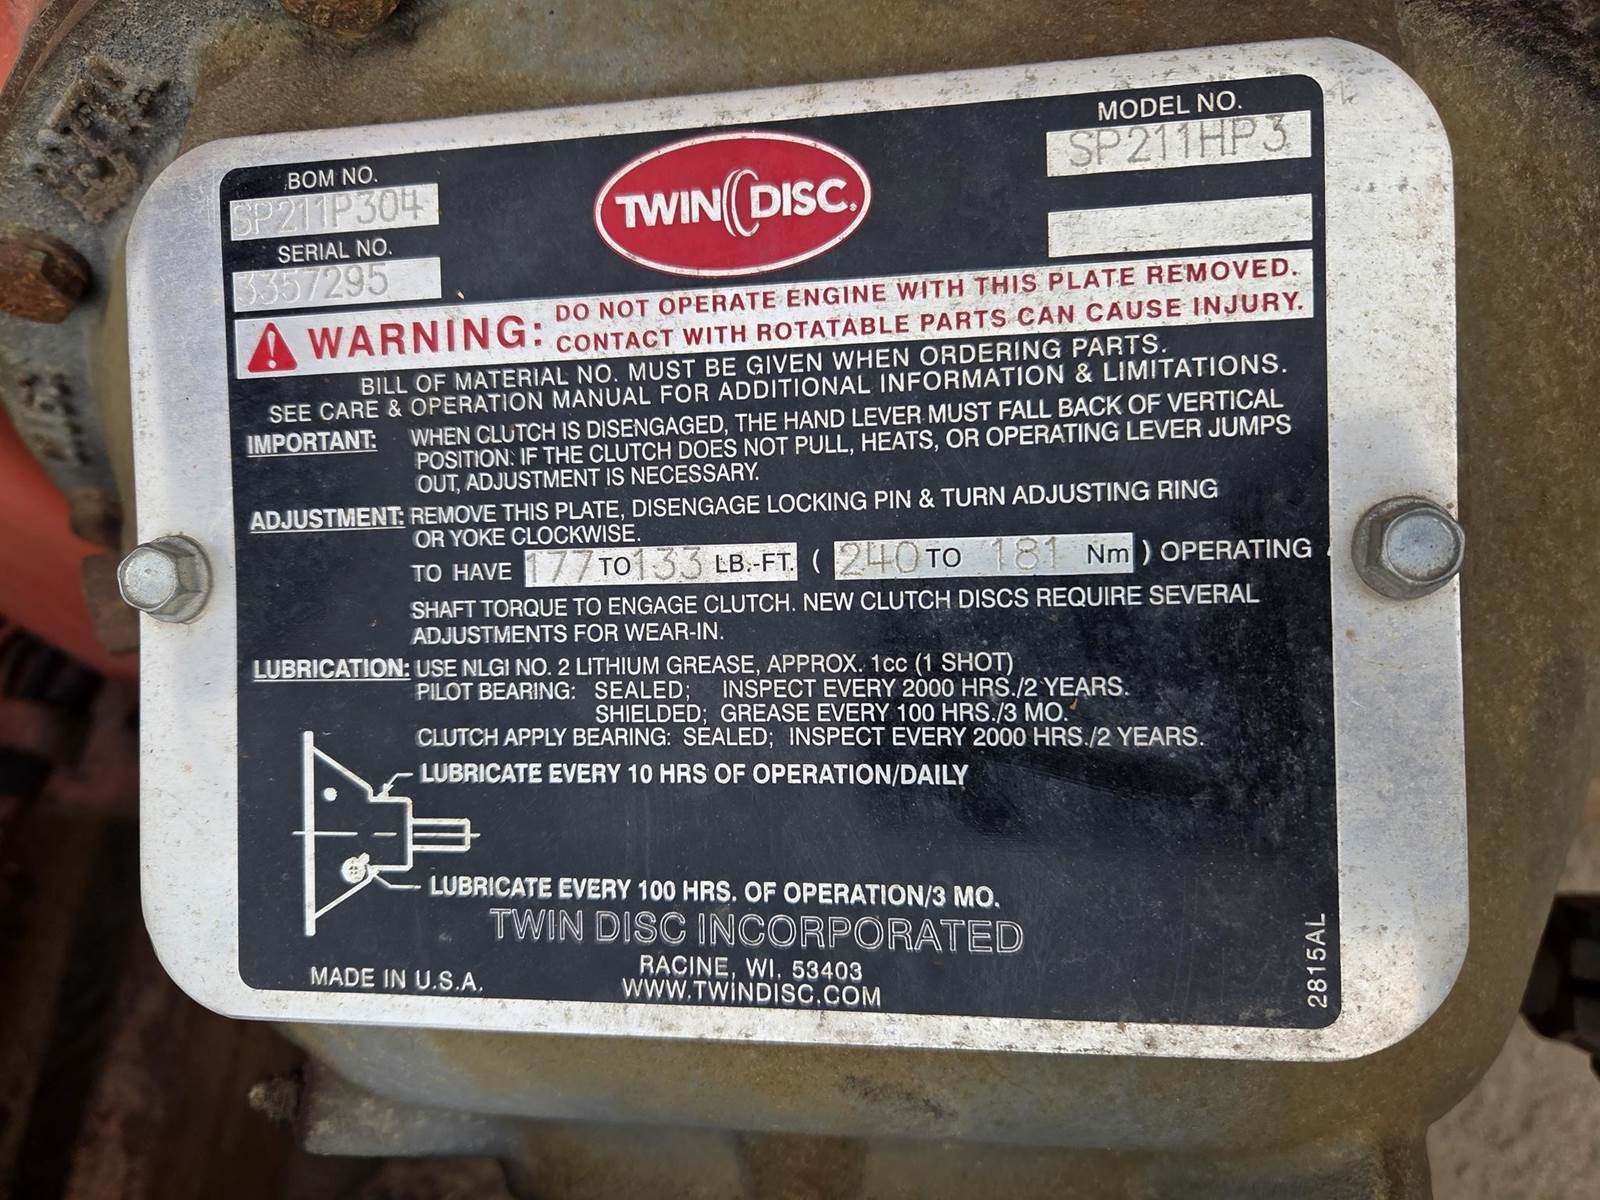 BOM NO.
SP211P304
SERIAL NO.
3357295
TWIN DISC.
MODEL NO.
SP211HP3
WARNING: DO NOT OPERATE ENGINE WITH THIS PLATE REMOVED.
CONTACT WITH ROTATABLE PARTS CAN CAUSE INJURY.
BILL OF MATERIAL NO. MUST BE GIVEN WHEN ORDERING PARTS.
SEE CARE & OPERATION MANUAL FOR ADDITIONAL INFORMATION & LIMITATIONS.
IMPORTANT: WHEN CLUTCH IS DISENGAGED, THE HAND LEVER MUST FALL BACK OF VERTICAL
POSITION. IF THE CLUTCH DOES NOT PULL, HEATS, OR OPERATING LEVER JUMPS
OUT, ADJUSTMENT IS NECESSARY.
ADJUSTMENT: REMOVE THIS PLATE, DISENGAGE LOCKING PIN & TURN ADJUSTING RING
OR YOKE CLOCKWISE.
TO HAVE 177 TO 133 LB.-FT. ( 240 TO 181 Nm ) OPERATING
SHAFT TORQUE TO ENGAGE CLUTCH. NEW CLUTCH DISCS REQUIRE SEVERAL
ADJUSTMENTS FOR WEAR-IN.
LUBRICATION: USE NLGI NO. 2 LITHIUM GREASE, APPROX. 1cc (1 SHOT)
PILOT BEARING: SEALED; INSPECT EVERY 2000 HRS./2 YEARS.
SHIELDED; GREASE EVERY 100 HRS./3 MO.
CLUTCH APPLY BEARING: SEALED; INSPECT EVERY 2000 HRS./2 YEARS.
LUBRICATE EVERY 10 HRS OF OPERATION/DAILY
LUBRICATE EVERY 100 HRS. OF OPERATION/3 MO.
TWIN DISC INCORPORATED
RACINE, WI. 53403
WWW.TWINDISC.COM
MADE IN U.S.A.
2815AL